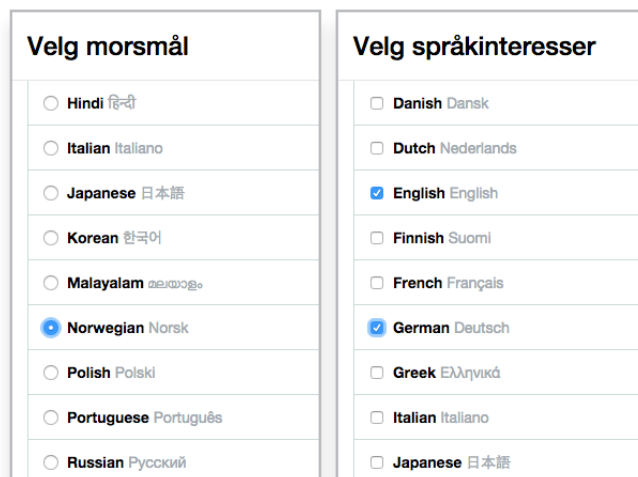 Velg morsmål
Hindi हिन्दी
Italian Italiano
Japanese 日本語
Korean 한국어
Malayalam മലയാളം
Norwegian Norsk
Polish Polski
Portuguese Português
Russian Русский
Velg språkinteresser
Danish Dansk
Dutch Nederlands
English English
Finnish Suomi
French Français
German Deutsch
Greek Ελληνικά
Italian Italiano
Japanese 日本語